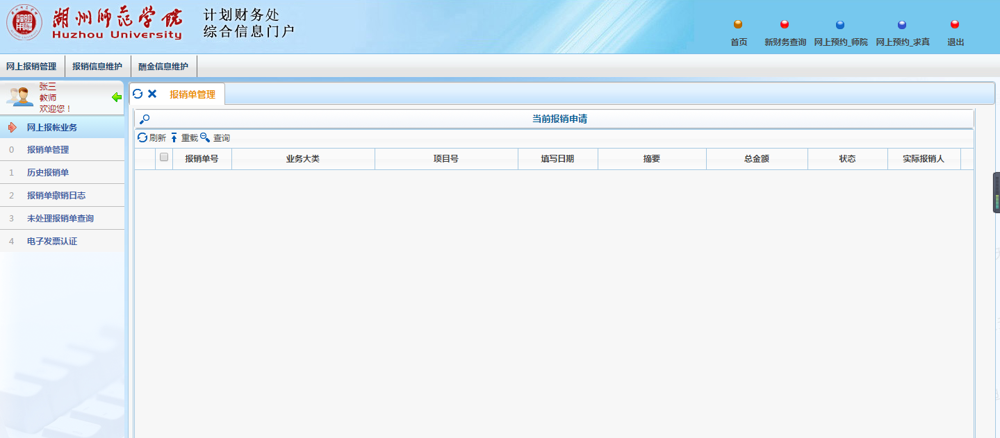 湖州师范学院
Huzhou University
计划财务处
综合信息门户
首页 新财务查询 网上预约_师院 网上预约_求真 退出
网上报销管理 报销信息维护 酬金信息维护
张三
教师
欢迎您！
报销单管理
当前报销申请
网上报帐业务
刷新 重载 查询
0 报销单管理
1 历史报销单
2 报销单撤销日志
3 未处理报销单查询
4 电子发票认证
报销单号 业务大类 项目号 填写日期 摘要 总金额 状态 实际报销人